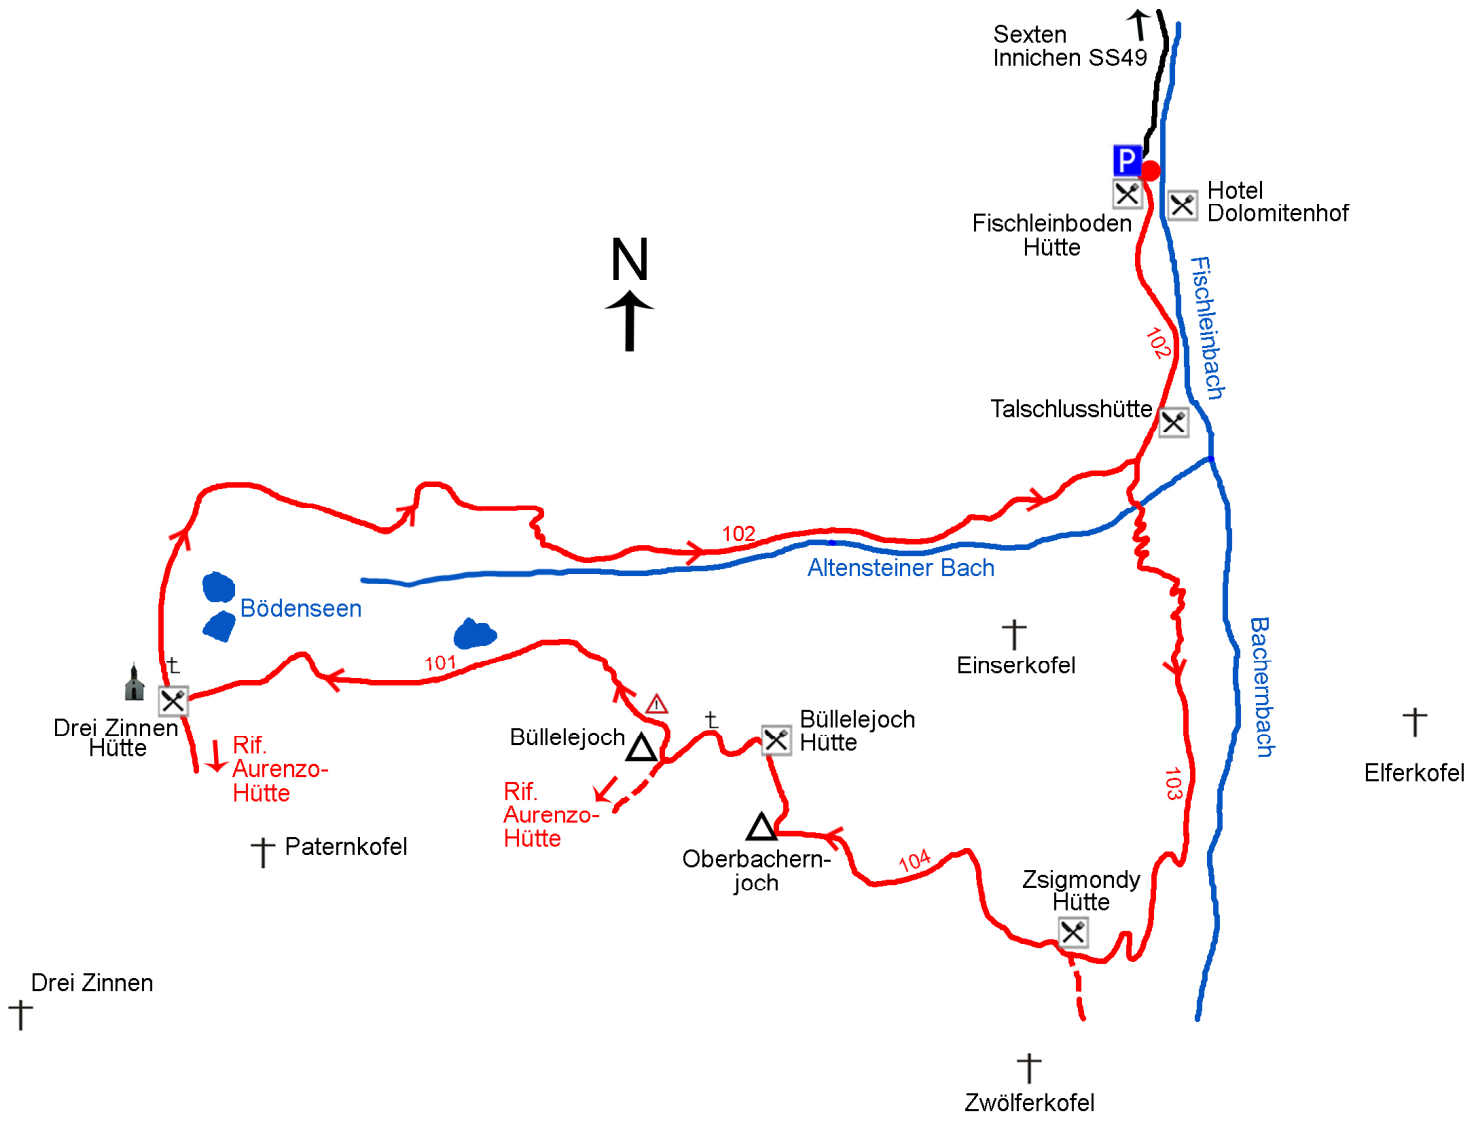 Sexten
Innichen SS49
P
Hotel
Dolomitenhof
Fischleinboden
Hütte
N
Fischleinbach
102
Talschlusshütte
102
Altensteiner Bach
Bödenseen
Einserkofel
Bachernbach
101
Drei Zinnen
Hütte
Rif.
Aurenzo-
Hütte
Büllelejoch
Büllelejoch
Hütte
Rif.
Aurenzo-
Hütte
103
Elferkofel
Paternkofel
Oberbachern-
joch
104
Zsigmondy
Hütte
Drei Zinnen
Zwölferkofel